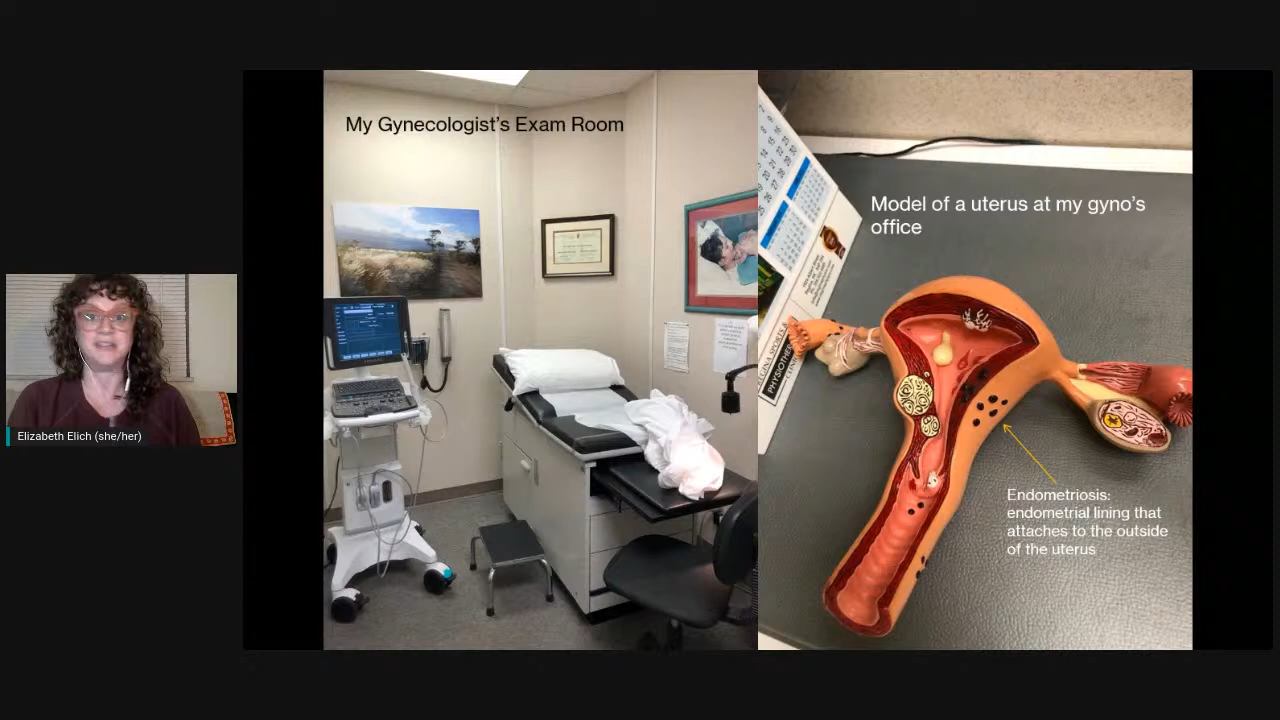 My Gynecologist's Exam Room
Model of a uterus at my gyno's
office
Elizabeth Elich (she/her)
PHYSIOTHE
Endometriosis:
endometrial lining that
attaches to the outside
of the uterus